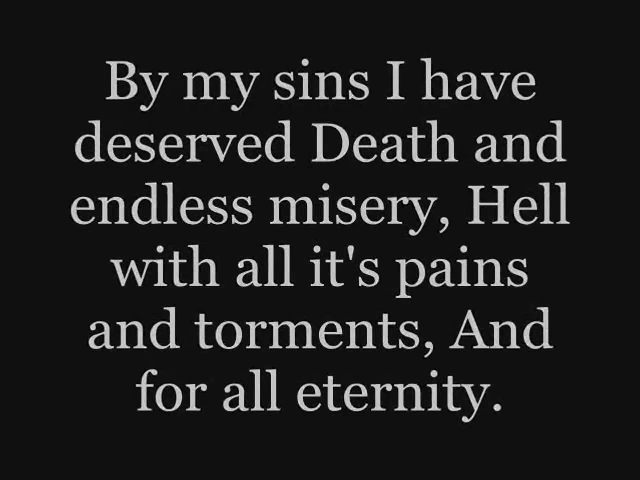 By my sins I have
deserved Death and
endless misery, Hell
with all it's pains
and torments, And
for all eternity.